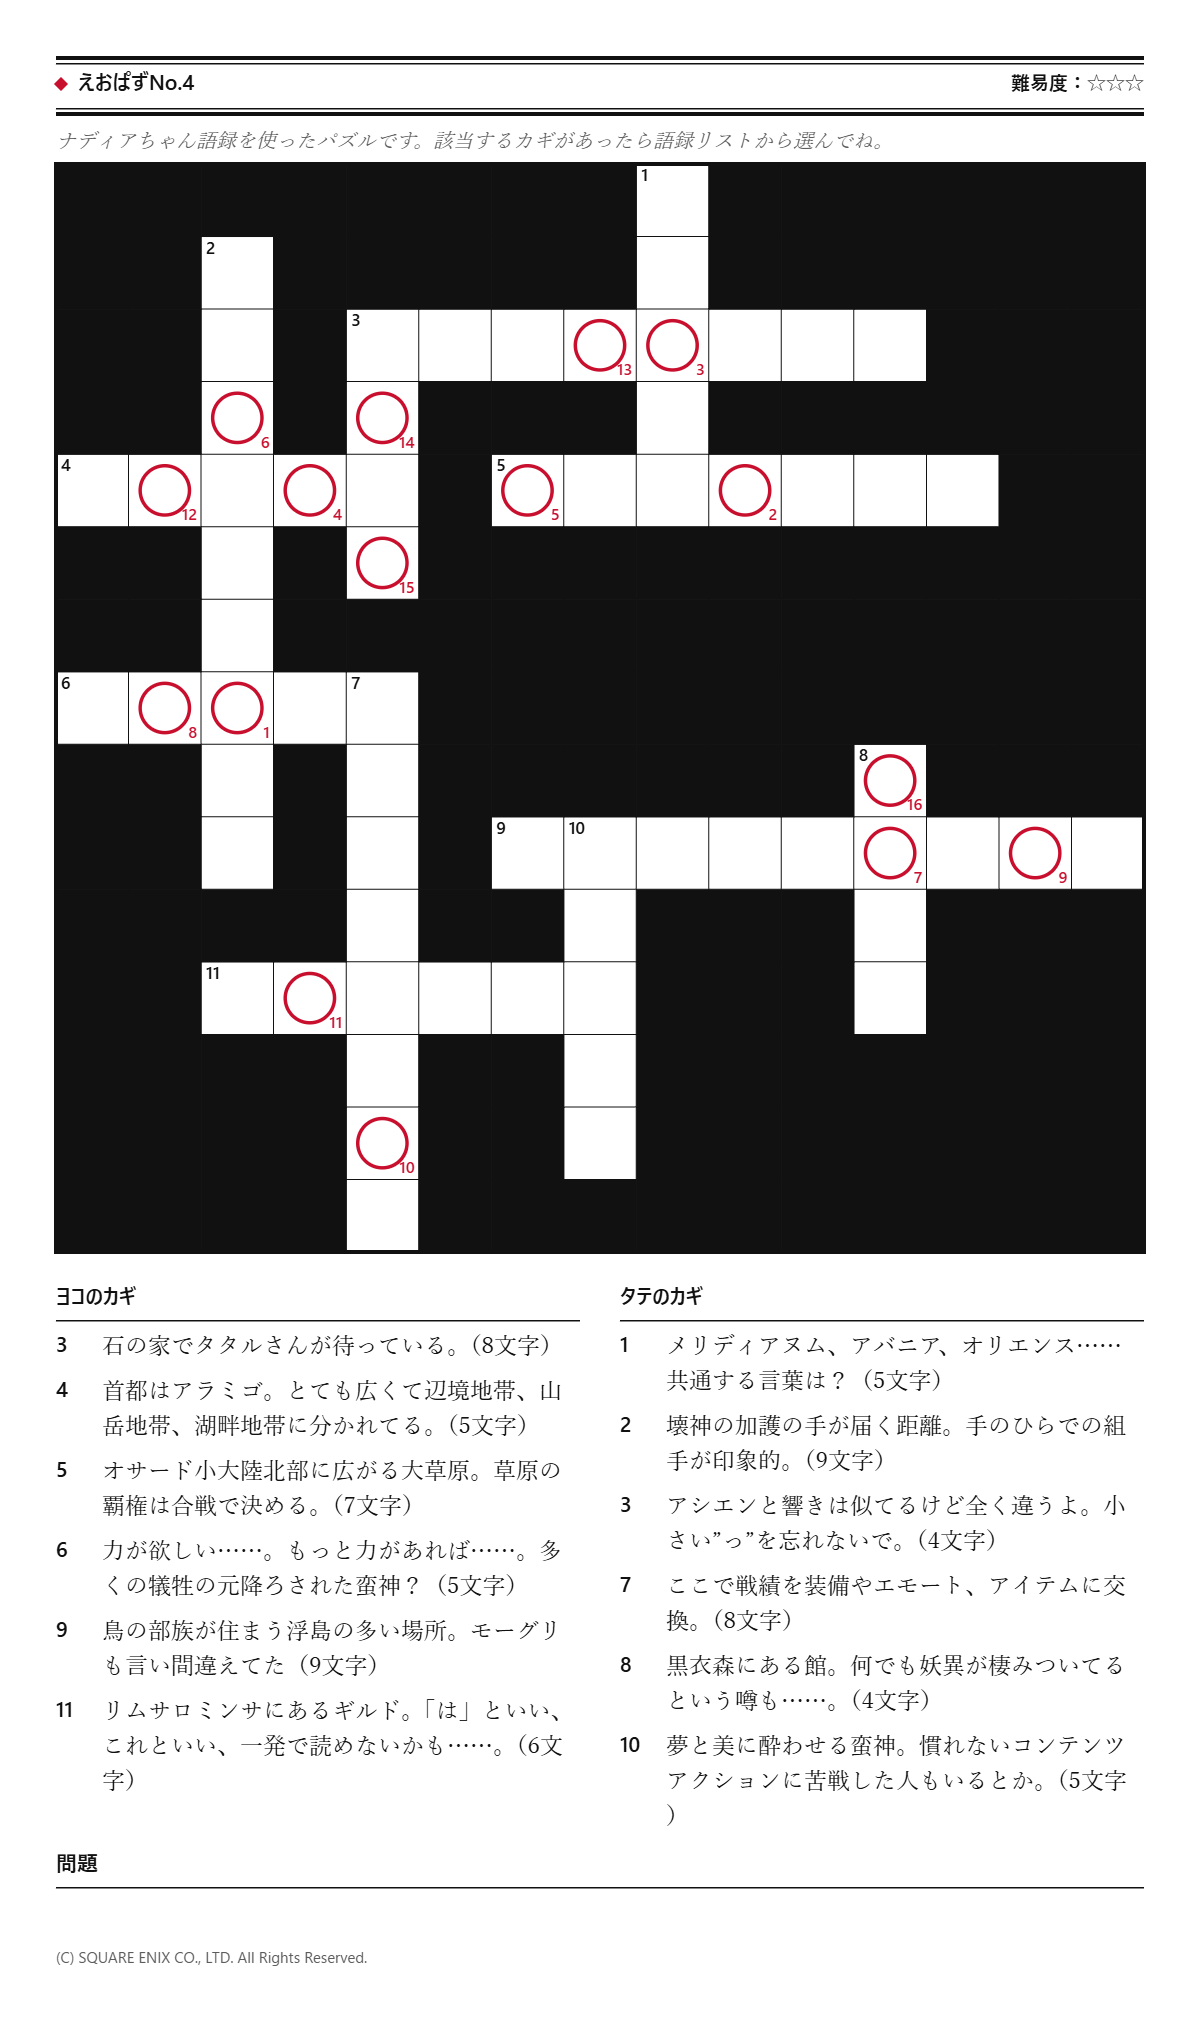 えおぱずNo.4
難易度：☆☆☆
ナディアちゃん語録を使ったパズルです。該当するカギがあったら語録リストから選んでね。
1
2
3
13
3
6
14
4
12
4
5
5
2
15
6
8
1
7
8
16
9
10
7
9
11
11
10
ヨコのカギ
3 石の家でタタルさんが待っている。（8文字）
4 首都はアラミゴ。とても広くて辺境地帯、山
岳地帯、湖畔地帯に分かれてる。（5文字）
5 オサード小大陸北部に広がる大草原。草原の
覇権は合戦で決める。（7文字）
6 力が欲しい……。もっと力があれば……。多
くの犠牲の元降ろされた蛮神？（5文字）
9 鳥の部族が住まう浮島の多い場所。モーグリ
も言い間違えてた（9文字）
11 リムサロミンサにあるギルド。「は」といい、
これといい、一発で読めないかも……。（6文
字）
タテのカギ
1 メリディアヌム、アバニア、オリエンス……
共通する言葉は？（5文字）
2 壊神の加護の手が届く距離。手のひらでの組
手が印象的。（9文字）
3 アシエンと響きは似てるけど全く違うよ。小
さい”っ”を忘れないで。（4文字）
7 ここで戦績を装備やエモート、アイテムに交
換。（8文字）
8 黒衣森にある館。何でも妖異が棲みついてる
という噂も……。（4文字）
10 夢と美に酔わせる蛮神。慣れないコンテンツ
アクションに苦戦した人もいるとか。（5文字
）
問題
(C) SQUARE ENIX CO., LTD. All Rights Reserved.